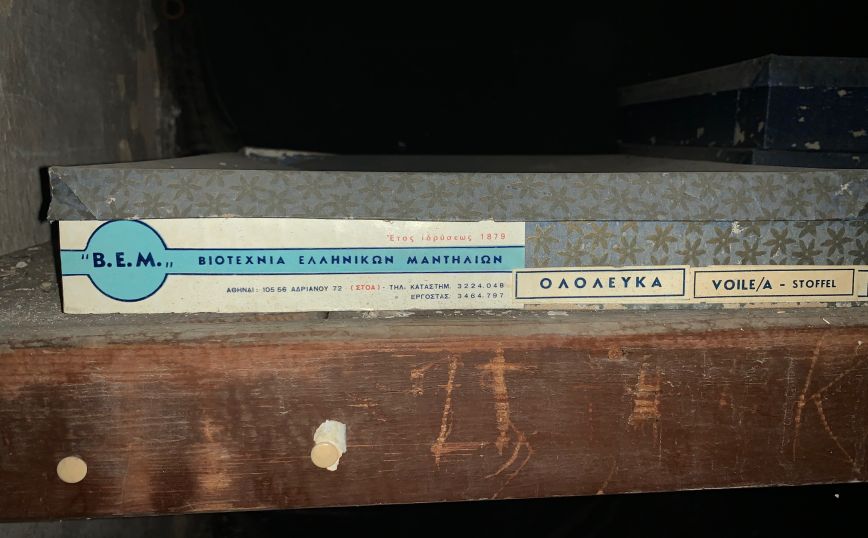 Ἔτος ἱδρύσεως 1879
"Β.Ε.Μ.,, ΒΙΟΤΕΧΝΙΑ ΕΛΛΗΝΙΚΩΝ ΜΑΝΤΗΛΙΩΝ
ΑΘΗΝΑΙ: 105 56 ΑΔΡΙΑΝΟΥ 72 (ΣΤΟΑ) - ΤΗΛ. ΚΑΤΑΣΤΗΜ. 3224.048
» ΕΡΓΟΣΤΑΣ. 3464.797
ΟΛΟΛΕΥΚΑ
VOILE/A - STOFFEL